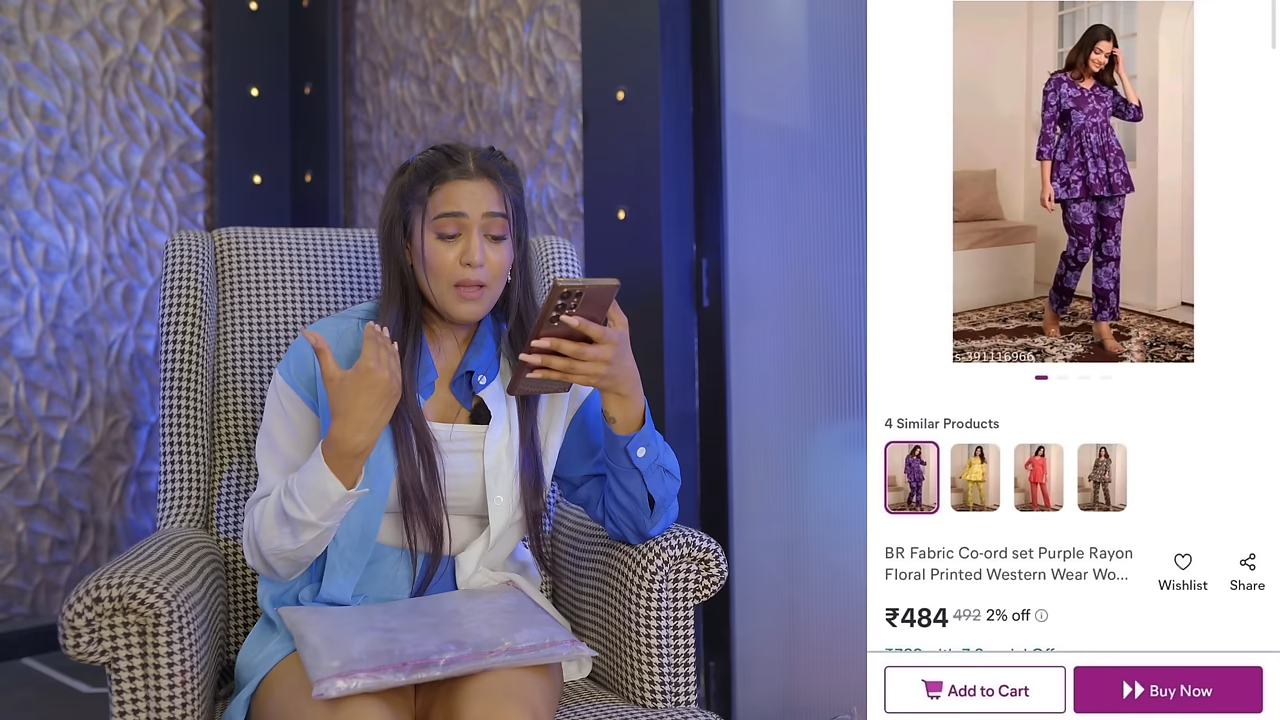 s-391116966
4 Similar Products
BR Fabric Co-ord set Purple Rayon
Floral Printed Western Wear Wo...
Wishlist
Share
₹484 492 2% off
Add to Cart
Buy Now